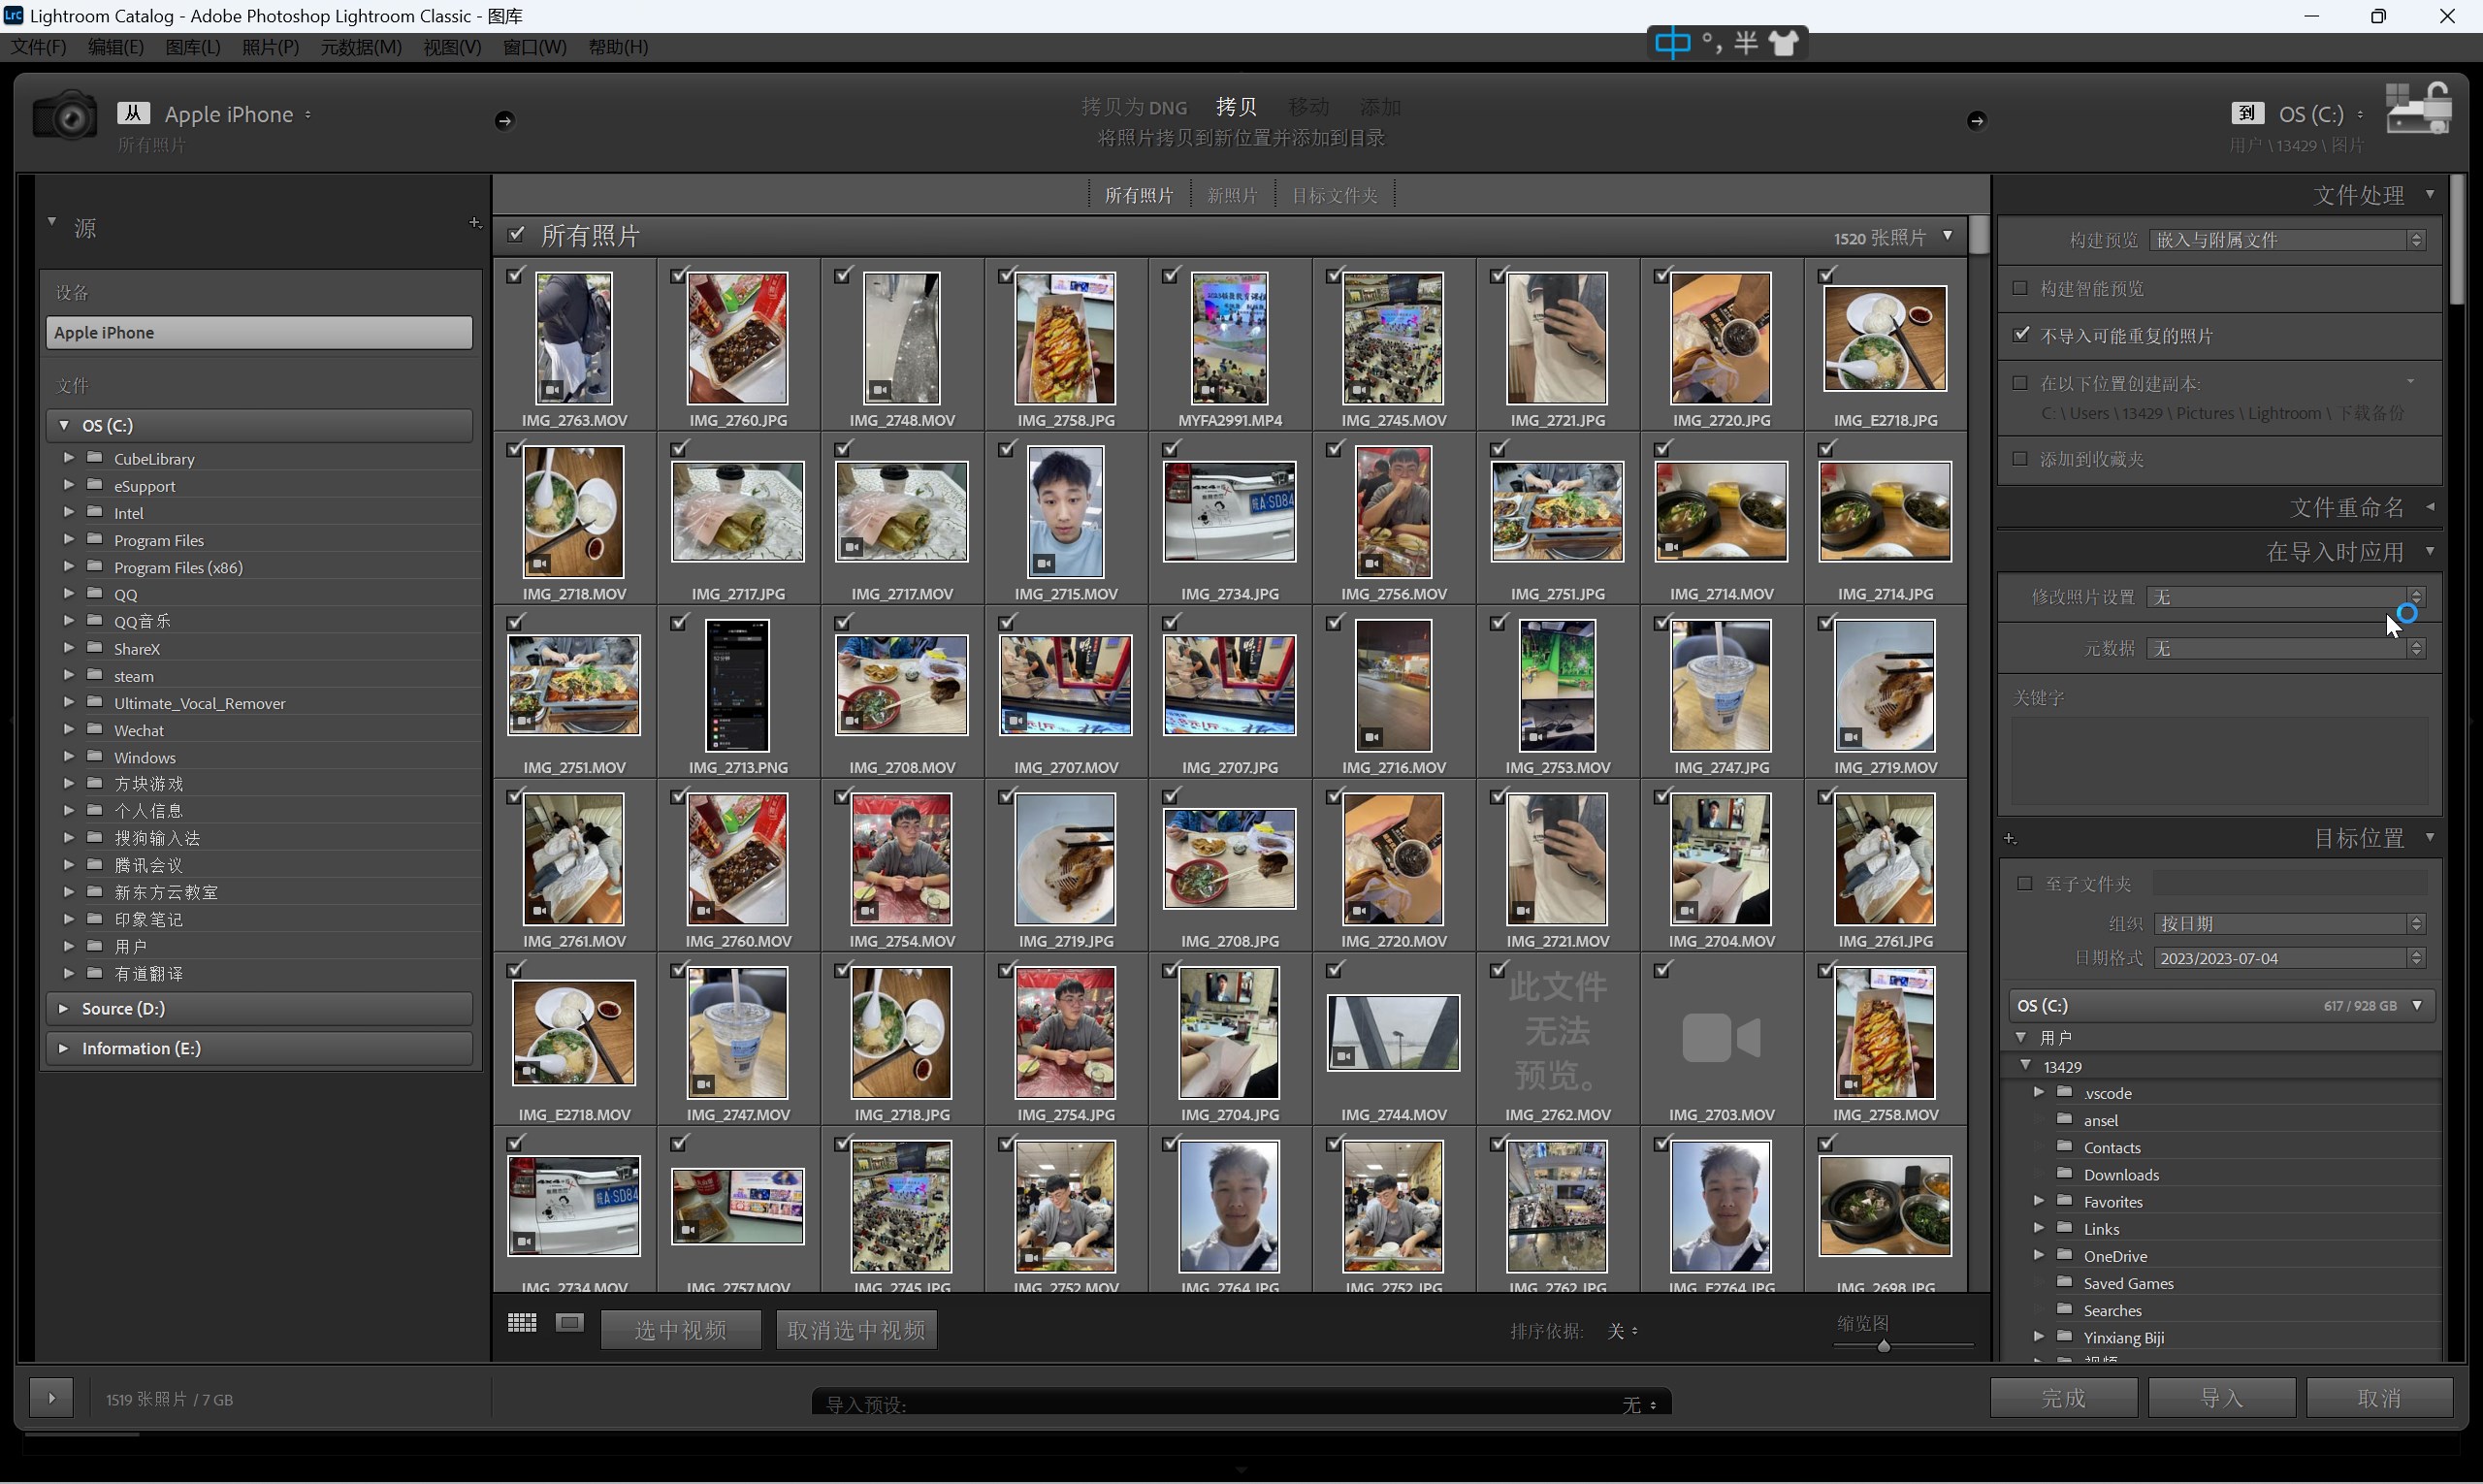 Lightroom Catalog - Adobe Photoshop Lightroom Classic - 图库
文件(F) 编辑(E) 图库(L) 照片(P) 元数据(M) 视图(V) 窗口(W) 帮助(H)
中 °, 半
从 Apple iPhone
所有照片
拷贝为 DNG 拷贝 移动 添加
将照片拷贝到新位置并添加到目录
到 OS (C:)
用户 \ 13429 \ 图片
源
设备
Apple iPhone
文件
OS (C:)
CubeLibrary
eSupport
Intel
Program Files
Program Files (x86)
QQ
QQ音乐
ShareX
steam
Ultimate_Vocal_Remover
Wechat
Windows
方块游戏
个人信息
搜狗输入法
腾讯会议
新东方云教室
印象笔记
用户
有道翻译
Source (D:)
Information (E:)
所有照片 新照片 目标文件夹
所有照片 1520 张照片
IMG_2763.MOV IMG_2760.JPG IMG_2748.MOV IMG_2758.JPG MYFA2991.MP4 IMG_2745.MOV IMG_2721.JPG IMG_2720.JPG IMG_E2718.JPG
IMG_2718.MOV IMG_2717.JPG IMG_2717.MOV IMG_2715.MOV IMG_2734.JPG IMG_2756.MOV IMG_2751.JPG IMG_2714.MOV IMG_2714.JPG
IMG_2751.MOV IMG_2713.PNG IMG_2708.MOV IMG_2707.MOV IMG_2707.JPG IMG_2716.MOV IMG_2753.MOV IMG_2747.JPG IMG_2719.MOV
IMG_2761.MOV IMG_2760.MOV IMG_2754.MOV IMG_2719.JPG IMG_2708.JPG IMG_2720.MOV IMG_2721.MOV IMG_2704.MOV IMG_2761.JPG
此文件
无法
预览。
IMG_E2718.MOV IMG_2747.MOV IMG_2718.JPG IMG_2754.JPG IMG_2704.JPG IMG_2744.MOV IMG_2762.MOV IMG_2703.MOV IMG_2758.MOV
IMG_2734.MOV IMG_2757.MOV IMG_2745.JPG IMG_2752.MOV IMG_2764.JPG IMG_2752.JPG IMG_2762.JPG IMG_E2764.JPG IMG_2698.JPG
选中视频 取消选中视频 排序依据: 关 缩览图
文件处理
构建预览 嵌入与附属文件
构建智能预览
不导入可能重复的照片
在以下位置创建副本:
C: \ Users \ 13429 \ Pictures \ Lightroom \ 下载备份
添加到收藏夹
文件重命名
在导入时应用
修改照片设置 无
元数据 无
关键字
目标位置
至子文件夹
组织 按日期
日期格式 2023/2023-07-04
OS (C:) 617 / 928 GB
用户
13429
.vscode
ansel
Contacts
Downloads
Favorites
Links
OneDrive
Saved Games
Searches
Yinxiang Biji
1519 张照片 / 7 GB
导入预设: 无
完成 导入 取消